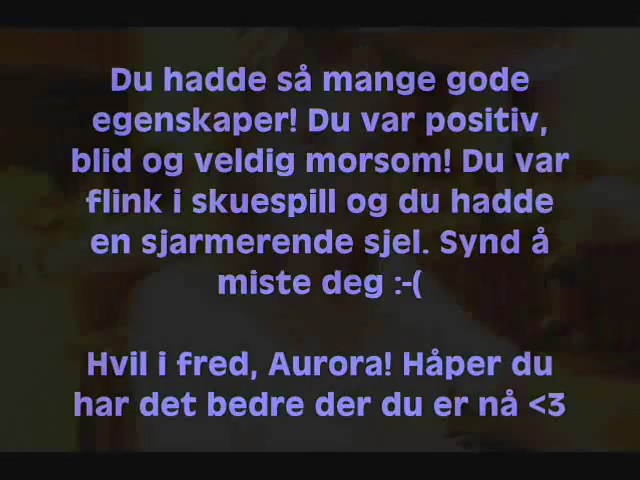 Du hadde så mange gode
egenskaper! Du var positiv,
blid og veldig morsom! Du var
flink i skuespill og du hadde
en sjarmerende sjel. Synd å
miste deg :-(
Hvil i fred, Aurora! Håper du
har det bedre der du er nå <3